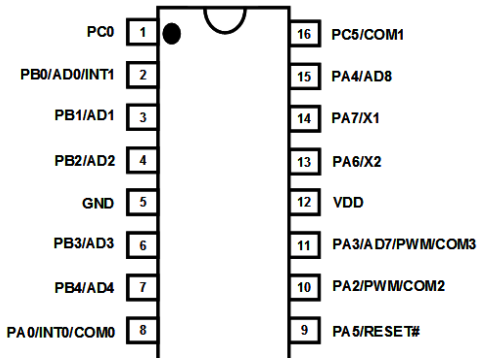 PC0 1 16 PC5/COM1
PB0/AD0/INT1 2 15 PA4/AD8
PB1/AD1 3 14 PA7/X1
PB2/AD2 4 13 PA6/X2
GND 5 12 VDD
PB3/AD3 6 11 PA3/AD7/PWM/COM3
PB4/AD4 7 10 PA2/PWM/COM2
PA0/INT0/COM0 8 9 PA5/RESET#